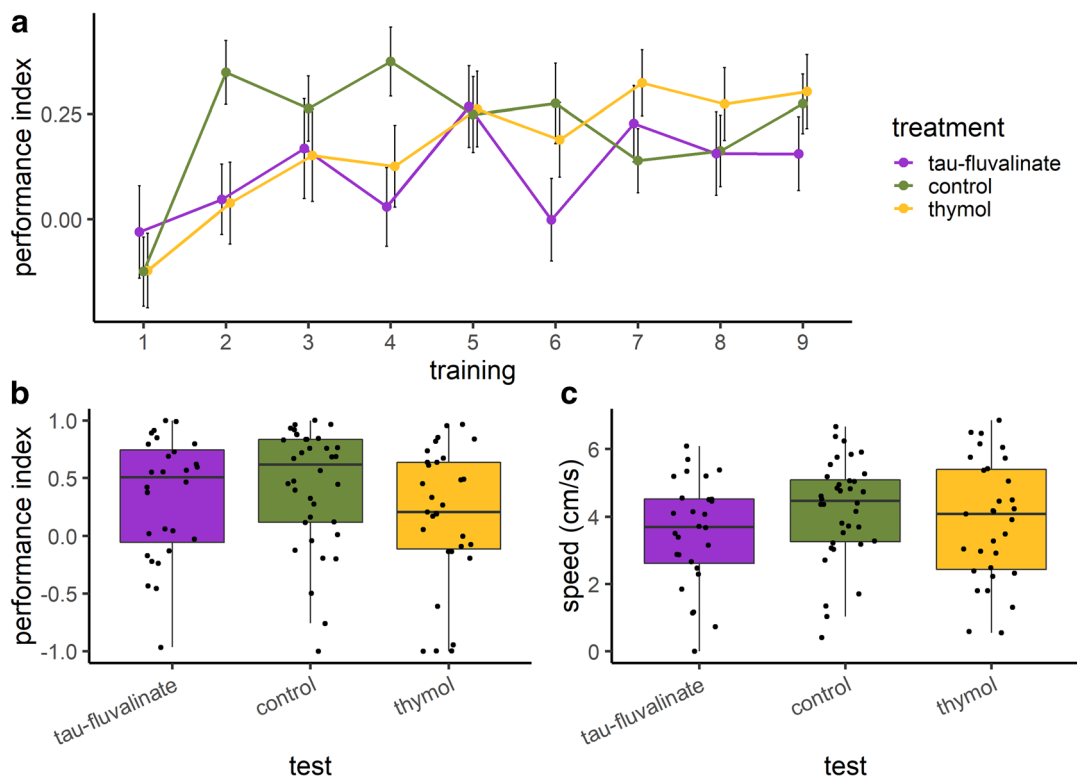 a
performance index
0.25
0.00
1 2 3 4 5 6 7 8 9
training
treatment
tau-fluvalinate
control
thymol
b
performance index
1.0
0.5
0.0
-0.5
-1.0
tau-fluvalinate control thymol
test
c
speed (cm/s)
6
4
2
0
tau-fluvalinate control thymol
test